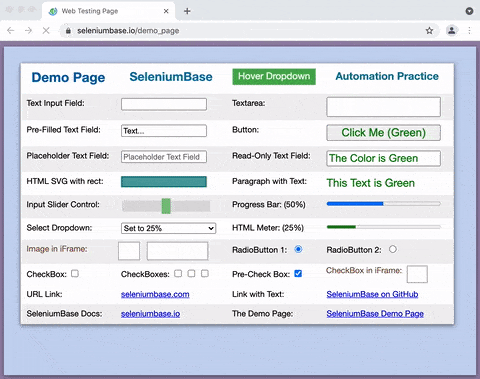 Web Testing Page
seleniumbase.io/demo_page
Demo Page SeleniumBase Hover Dropdown Automation Practice
Text Input Field: Textarea:
Pre-Filled Text Field: Text... Button: Click Me (Green)
Placeholder Text Field: Placeholder Text Field Read-Only Text Field: The Color is Green
HTML SVG with rect: Paragraph with Text: This Text is Green
Input Slider Control: Progress Bar: (50%)
Select Dropdown: Set to 25% HTML Meter: (25%)
Image in iFrame: RadioButton 1: RadioButton 2:
CheckBox: CheckBoxes: Pre-Check Box: CheckBox in iFrame:
URL Link: seleniumbase.com Link with Text: SeleniumBase on GitHub
SeleniumBase Docs: seleniumbase.io The Demo Page: SeleniumBase Demo Page